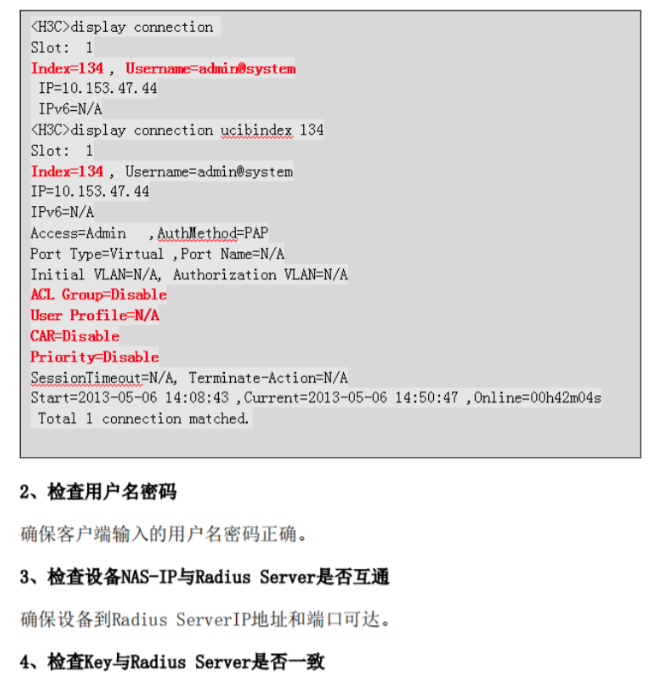 <H3C>display connection
Slot:  1
Index=134 , Username=admin@system
IP=10.153.47.44
IPv6=N/A
<H3C>display connection ucibindex 134
Slot:  1
Index=134 , Username=admin@system
IP=10.153.47.44
IPv6=N/A
Access=Admin   ,AuthMethod=PAP
Port Type=Virtual ,Port Name=N/A
Initial VLAN=N/A, Authorization VLAN=N/A
ACL Group=Disable
User Profile=N/A
CAR=Disable
Priority=Disable
SessionTimeout=N/A, Terminate-Action=N/A
Start=2013-05-06 14:08:43 ,Current=2013-05-06 14:50:47 ,Online=00h42m04s
Total 1 connection matched.
2、检查用户名密码
确保客户端输入的用户名密码正确。
3、检查设备NAS-IP与Radius Server是否互通
确保设备到Radius ServerIP地址和端口可达。
4、检查Key与Radius Server是否一致